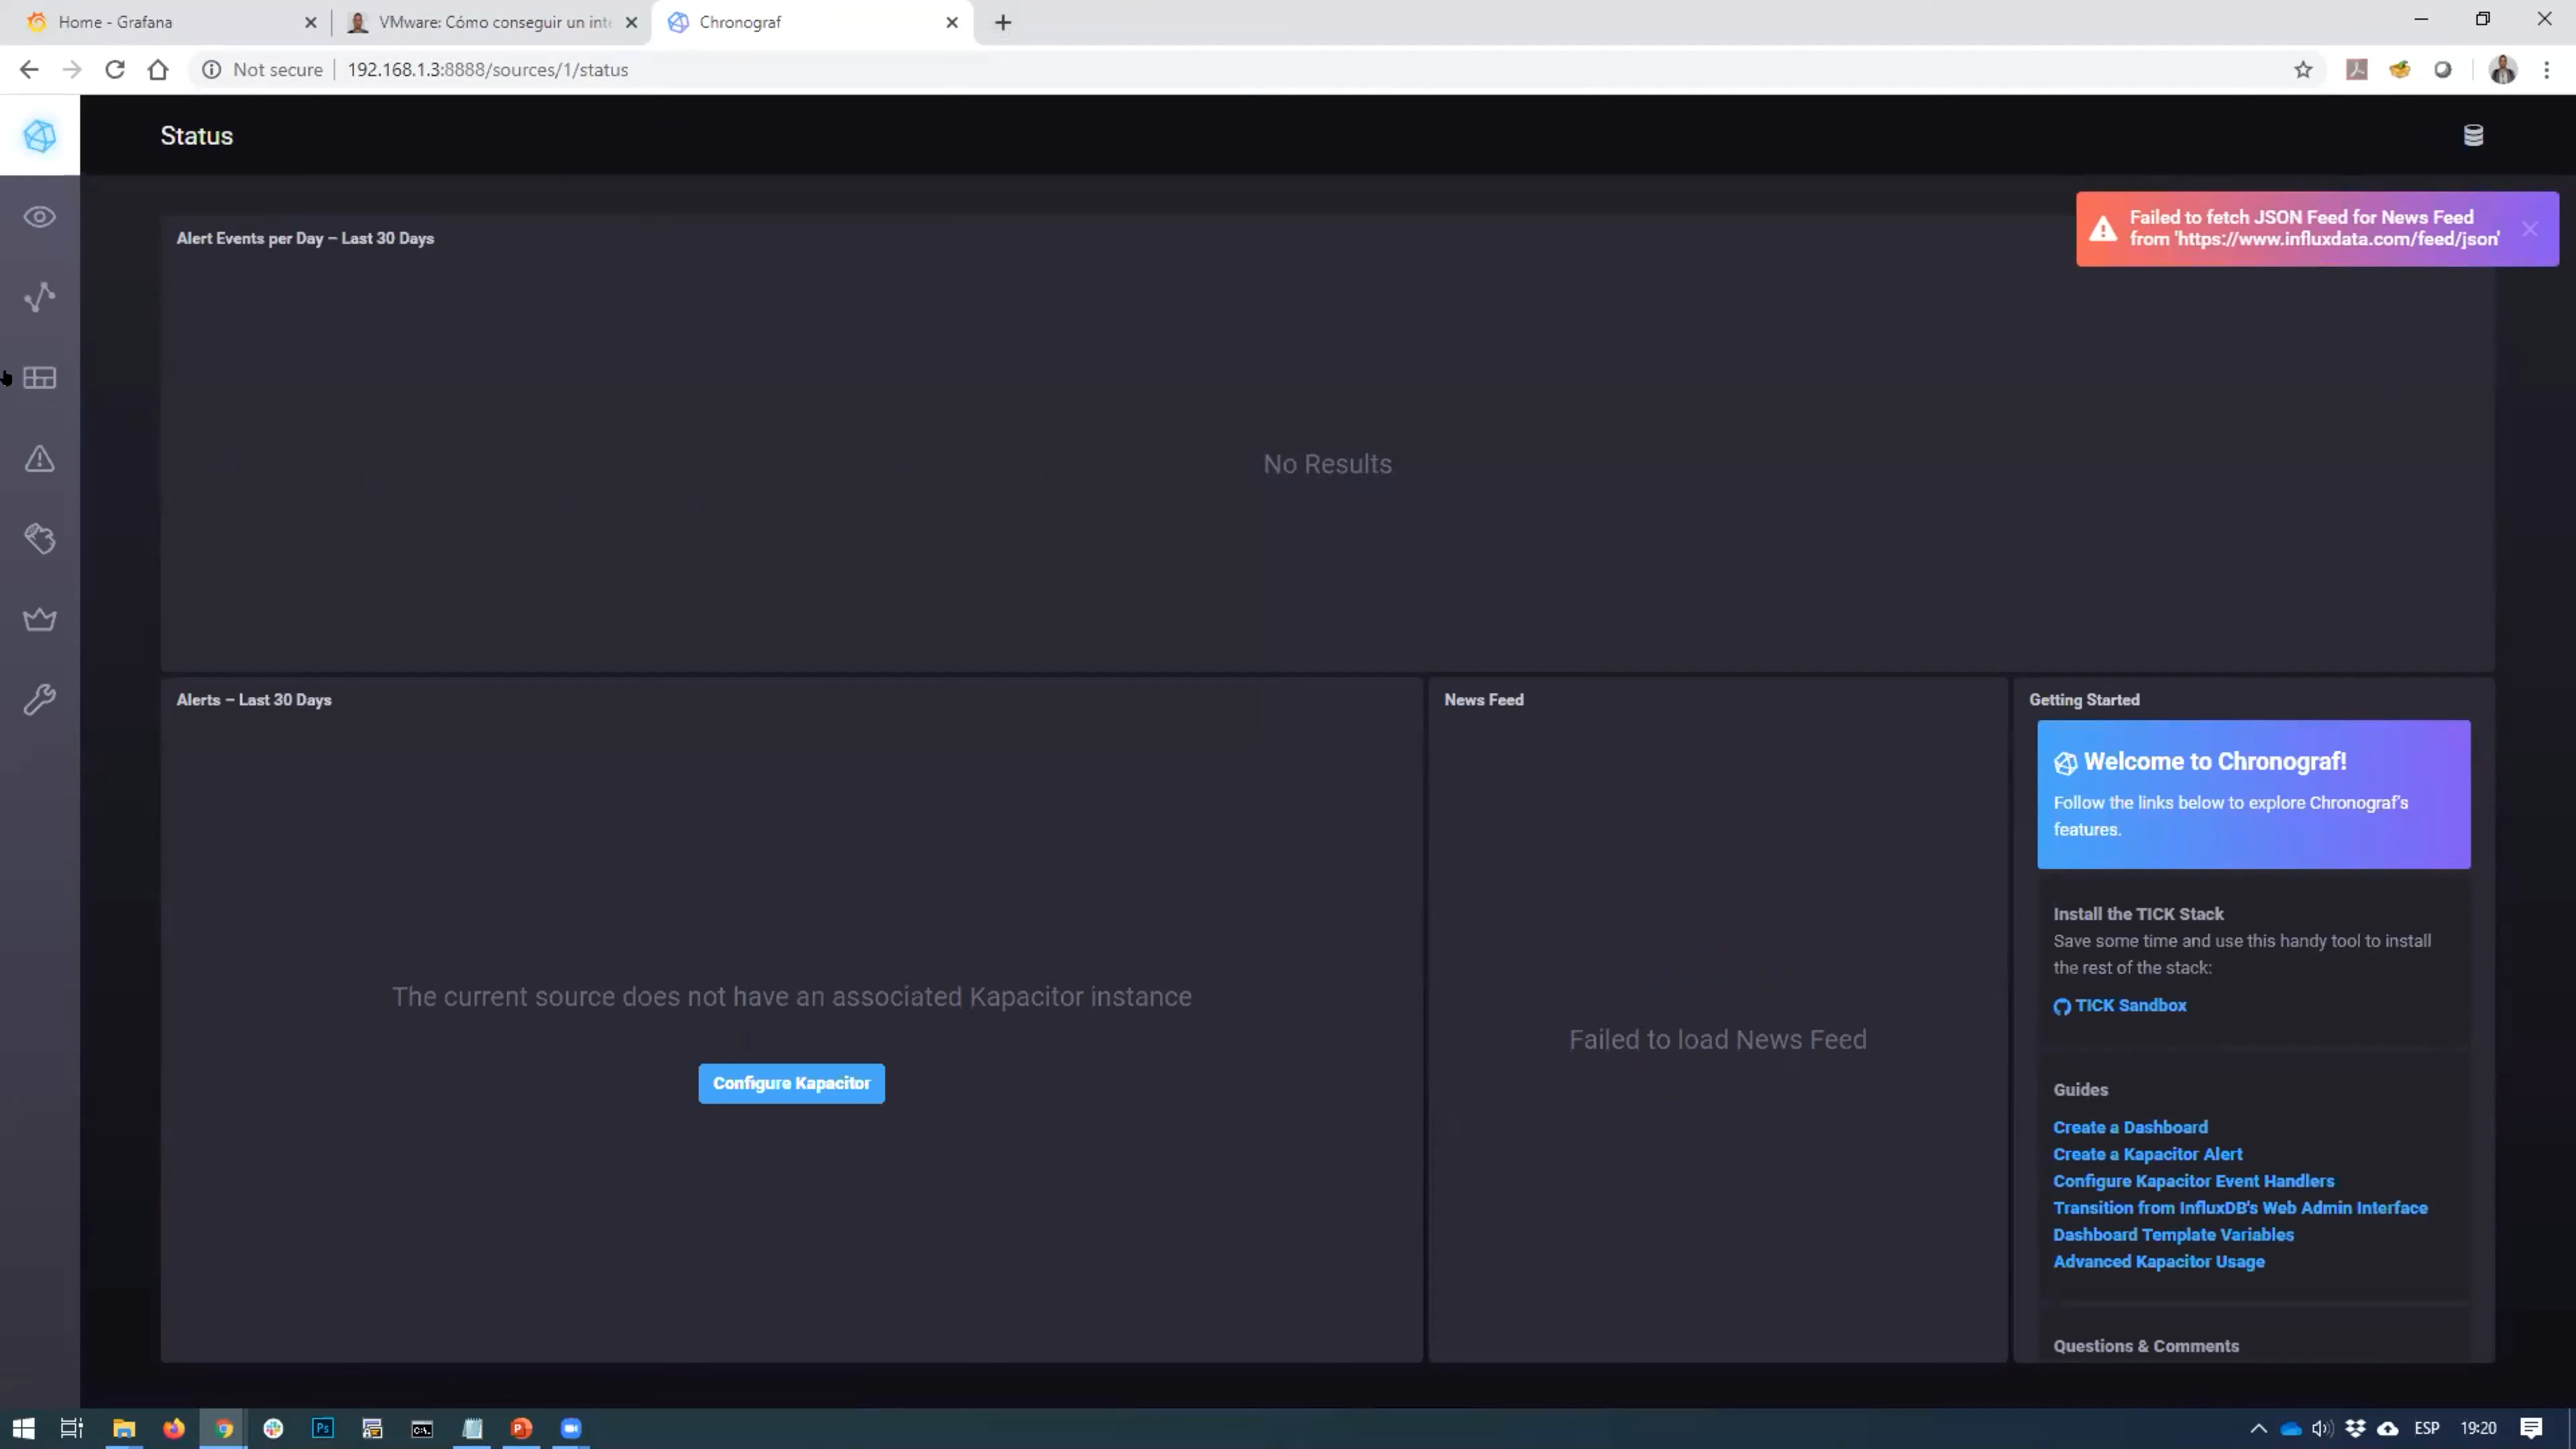 Home - Grafana
VMware: Cómo conseguir un int
Chronograf
Not secure
192.168.1.3:8888/sources/1/status
Status
Failed to fetch JSON Feed for News Feed
from 'https://www.influxdata.com/feed/json'
Alert Events per Day – Last 30 Days
No Results
Alerts – Last 30 Days
The current source does not have an associated Kapacitor instance
Configure Kapacitor
News Feed
Failed to load News Feed
Getting Started
Welcome to Chronograf!
Follow the links below to explore Chronograf's
features.
Install the TICK Stack
Save some time and use this handy tool to install
the rest of the stack:
TICK Sandbox
Guides
Create a Dashboard
Create a Kapacitor Alert
Configure Kapacitor Event Handlers
Transition from InfluxDB's Web Admin Interface
Dashboard Template Variables
Advanced Kapacitor Usage
Questions & Comments
Ps
ESP
19:20